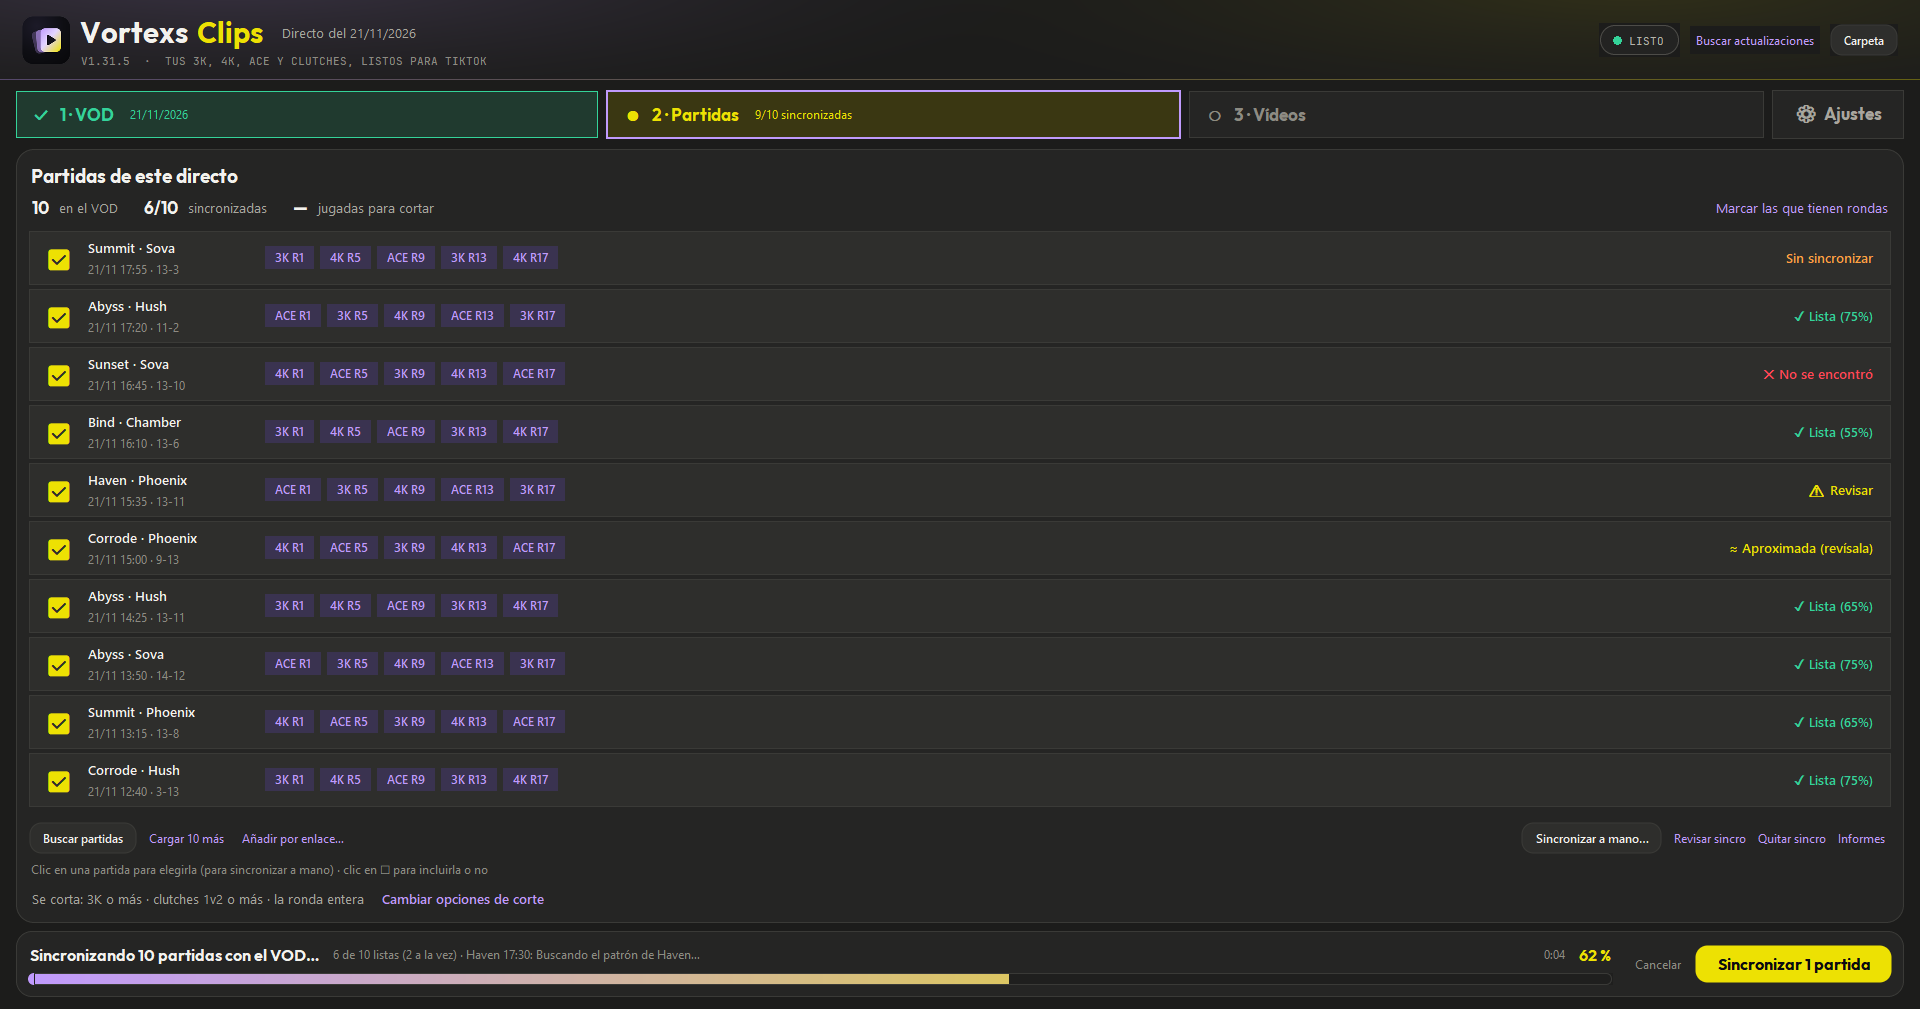 Vortexs Clips Directo del 21/11/2026
V1.31.5 · TUS 3K, 4K, ACE Y CLUTCHES, LISTOS PARA TIKTOK
LISTO Buscar actualizaciones Carpeta
1·VOD 21/11/2026
2·Partidas 9/10 sincronizadas
3·Vídeos
Ajustes
Partidas de este directo
10 en el VOD 6/10 sincronizadas — jugadas para cortar Marcar las que tienen rondas
Summit · Sova
21/11 17:55 · 13-3
3K R1 4K R5 ACE R9 3K R13 4K R17
Sin sincronizar
Abyss · Hush
21/11 17:20 · 11-2
ACE R1 3K R5 4K R9 ACE R13 3K R17
✓ Lista (75%)
Sunset · Sova
21/11 16:45 · 13-10
4K R1 ACE R5 3K R9 4K R13 ACE R17
✕ No se encontró
Bind · Chamber
21/11 16:10 · 13-6
3K R1 4K R5 ACE R9 3K R13 4K R17
✓ Lista (55%)
Haven · Phoenix
21/11 15:35 · 13-11
ACE R1 3K R5 4K R9 ACE R13 3K R17
⚠ Revisar
Corrode · Phoenix
21/11 15:00 · 9-13
4K R1 ACE R5 3K R9 4K R13 ACE R17
≈ Aproximada (revísala)
Abyss · Hush
21/11 14:25 · 13-11
3K R1 4K R5 ACE R9 3K R13 4K R17
✓ Lista (65%)
Abyss · Sova
21/11 13:50 · 14-12
ACE R1 3K R5 4K R9 ACE R13 3K R17
✓ Lista (75%)
Summit · Phoenix
21/11 13:15 · 13-8
4K R1 ACE R5 3K R9 4K R13 ACE R17
✓ Lista (65%)
Corrode · Hush
21/11 12:40 · 3-13
3K R1 4K R5 ACE R9 3K R13 4K R17
✓ Lista (75%)
Buscar partidas Cargar 10 más Añadir por enlace... Sincronizar a mano... Revisar sincro Quitar sincro Informes
Clic en una partida para elegirla (para sincronizar a mano) · clic en ☐ para incluirla o no
Se corta: 3K o más · clutches 1v2 o más · la ronda entera Cambiar opciones de corte
Sincronizando 10 partidas con el VOD... 6 de 10 listas (2 a la vez) · Haven 17:30: Buscando el patrón de Haven... 0:04 62 %
Cancelar Sincronizar 1 partida